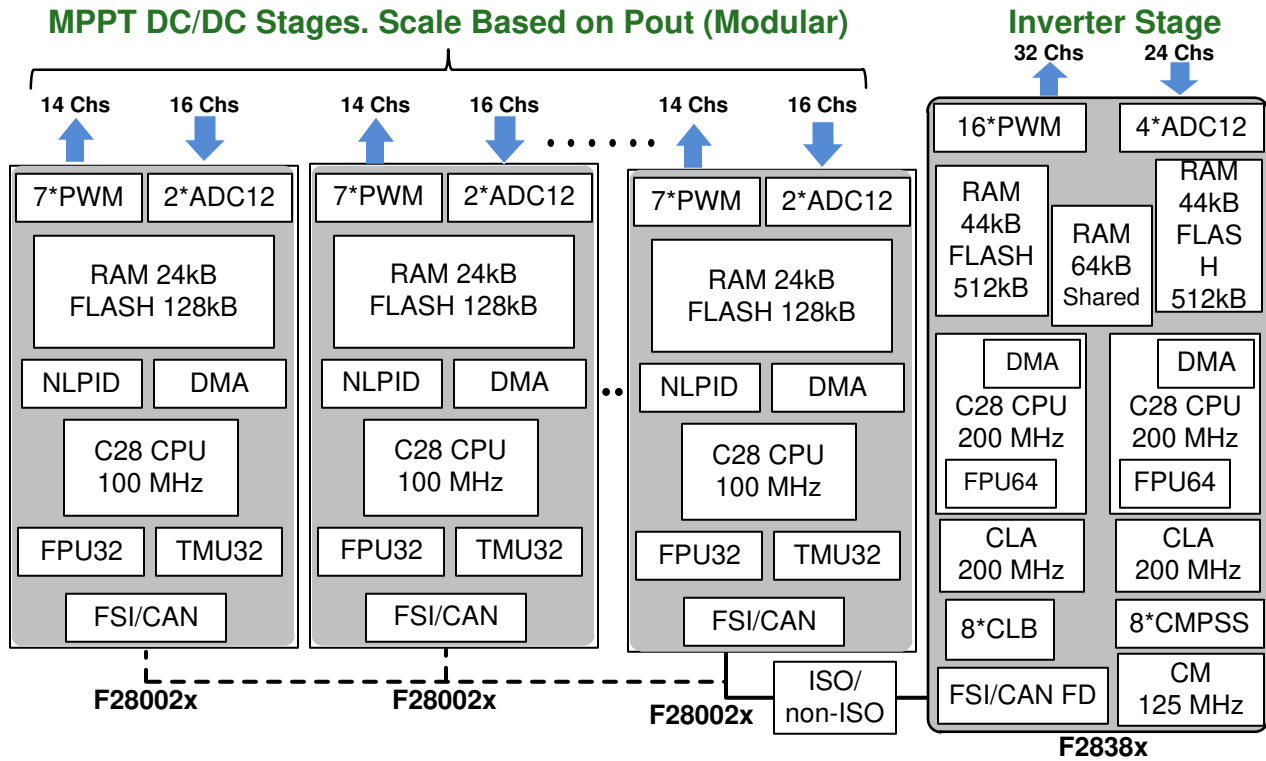 MPPT DC/DC Stages. Scale Based on Pout (Modular)
14 Chs
16 Chs
7*PWM
2*ADC12
RAM 24kB
FLASH 128kB
NLPID
DMA
C28 CPU
100 MHz
FPU32
TMU32
FSI/CAN
F28002x
14 Chs
16 Chs
7*PWM
2*ADC12
RAM 24kB
FLASH 128kB
NLPID
DMA
C28 CPU
100 MHz
FPU32
TMU32
FSI/CAN
F28002x
14 Chs
16 Chs
7*PWM
2*ADC12
RAM 24kB
FLASH 128kB
NLPID
DMA
C28 CPU
100 MHz
FPU32
TMU32
FSI/CAN
F28002x
ISO/
non-ISO
Inverter Stage
32 Chs
24 Chs
16*PWM
4*ADC12
RAM
44kB
FLASH
512kB
RAM
64kB
Shared
RAM
44kB
FLAS
H
512kB
DMA
C28 CPU
200 MHz
FPU64
DMA
C28 CPU
200 MHz
FPU64
CLA
200 MHz
CLA
200 MHz
8*CLB
8*CMPSS
FSI/CAN FD
CM
125 MHz
F2838x